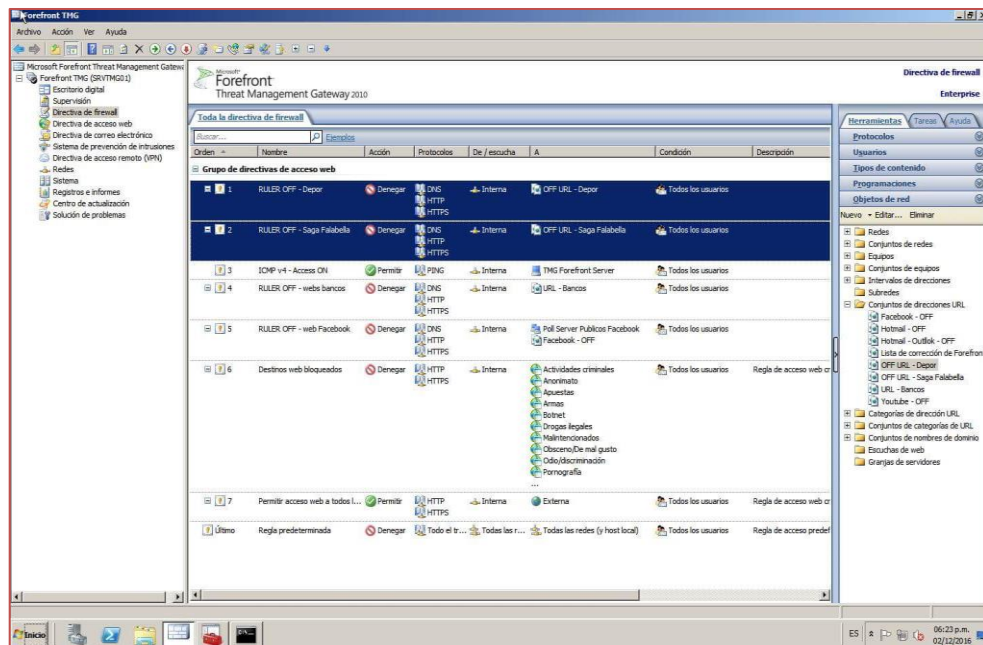 Forefront TMG
Archivo Acción Ver Ayuda
Microsoft Forefront Threat Management Gatewa
Forefront TMG (SRVTMG01)
Escritorio digital
Supervisión
Directiva de firewall
Directiva de acceso web
Directiva de correo electrónico
Sistema de prevención de intrusiones
Directiva de acceso remoto (VPN)
Redes
Sistema
Registros e informes
Centro de actualización
Solución de problemas
Microsoft
Forefront
Threat Management Gateway 2010
Directiva de firewall
Enterprise
Toda la directiva de firewall
Buscar... Ejemplos
Orden Nombre Acción Protocolos De / escucha A Condición Descripción
Grupo de directivas de acceso web
1 RULER OFF - Depor Denegar DNS Interna OFF URL - Depor Todos los usuarios
HTTP
HTTPS
2 RULER OFF - Saga Falabella Denegar DNS Interna OFF URL - Saga Falabella Todos los usuarios
HTTP
HTTPS
3 ICMP v4 - Access ON Permitir PING Interna TMG Forefront Server Todos los usuarios
4 RULER OFF - webs bancos Denegar DNS Interna URL - Bancos Todos los usuarios
HTTP
HTTPS
5 RULER OFF - web Facebook Denegar DNS Interna Poll Server Publicos Facebook Todos los usuarios
HTTP Facebook - OFF
HTTPS
6 Destinos web bloqueados Denegar HTTP Interna Actividades criminales Todos los usuarios Regla de acceso web cr
HTTPS Anonimato
Apuestas
Armas
Botnet
Drogas ilegales
Malintencionados
Obsceno/De mal gusto
Odio/discriminación
Pornografía
...
7 Permitir acceso web a todos l... Permitir HTTP Interna Externa Todos los usuarios Regla de acceso web cr
HTTPS
Último Regla predeterminada Denegar Todo el tr... Todas las r... Todas las redes (y host local) Todos los usuarios Regla de acceso predef
Herramientas Tareas Ayuda
Protocolos
Usuarios
Tipos de contenido
Programaciones
Objetos de red
Nuevo Editar... Eliminar
Redes
Conjuntos de redes
Equipos
Conjuntos de equipos
Intervalos de direcciones
Subredes
Conjuntos de direcciones URL
Facebook - OFF
Hotmail - OFF
Hotmail - Outllok - OFF
Lista de corrección de Forefron
OFF URL - Depor
OFF URL - Saga Falabella
URL - Bancos
Youtube - OFF
Categorías de dirección URL
Conjuntos de categorías de URL
Conjuntos de nombres de dominio
Escuchas de web
Granjas de servidores
Inicio
ES
06:23 p.m.
02/12/2016